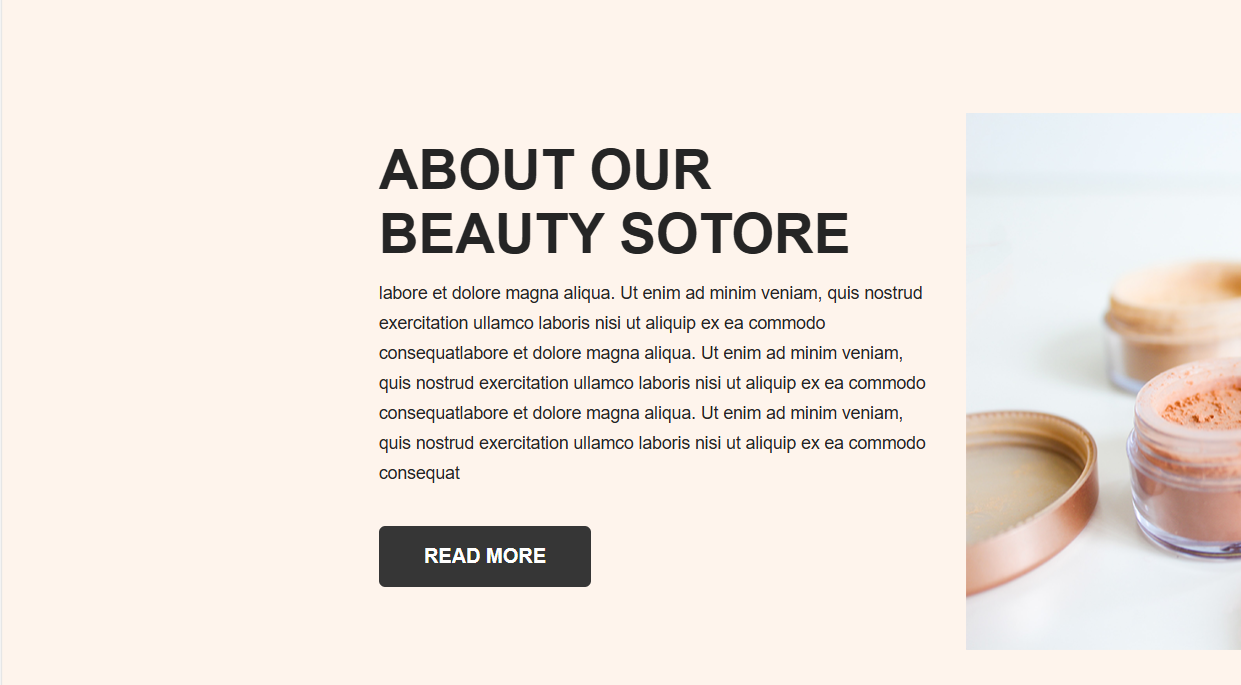 ABOUT OUR
BEAUTY SOTORE
labore et dolore magna aliqua. Ut enim ad minim veniam, quis nostrud
exercitation ullamco laboris nisi ut aliquip ex ea commodo
consequatlabore et dolore magna aliqua. Ut enim ad minim veniam,
quis nostrud exercitation ullamco laboris nisi ut aliquip ex ea commodo
consequatlabore et dolore magna aliqua. Ut enim ad minim veniam,
quis nostrud exercitation ullamco laboris nisi ut aliquip ex ea commodo
consequat
READ MORE